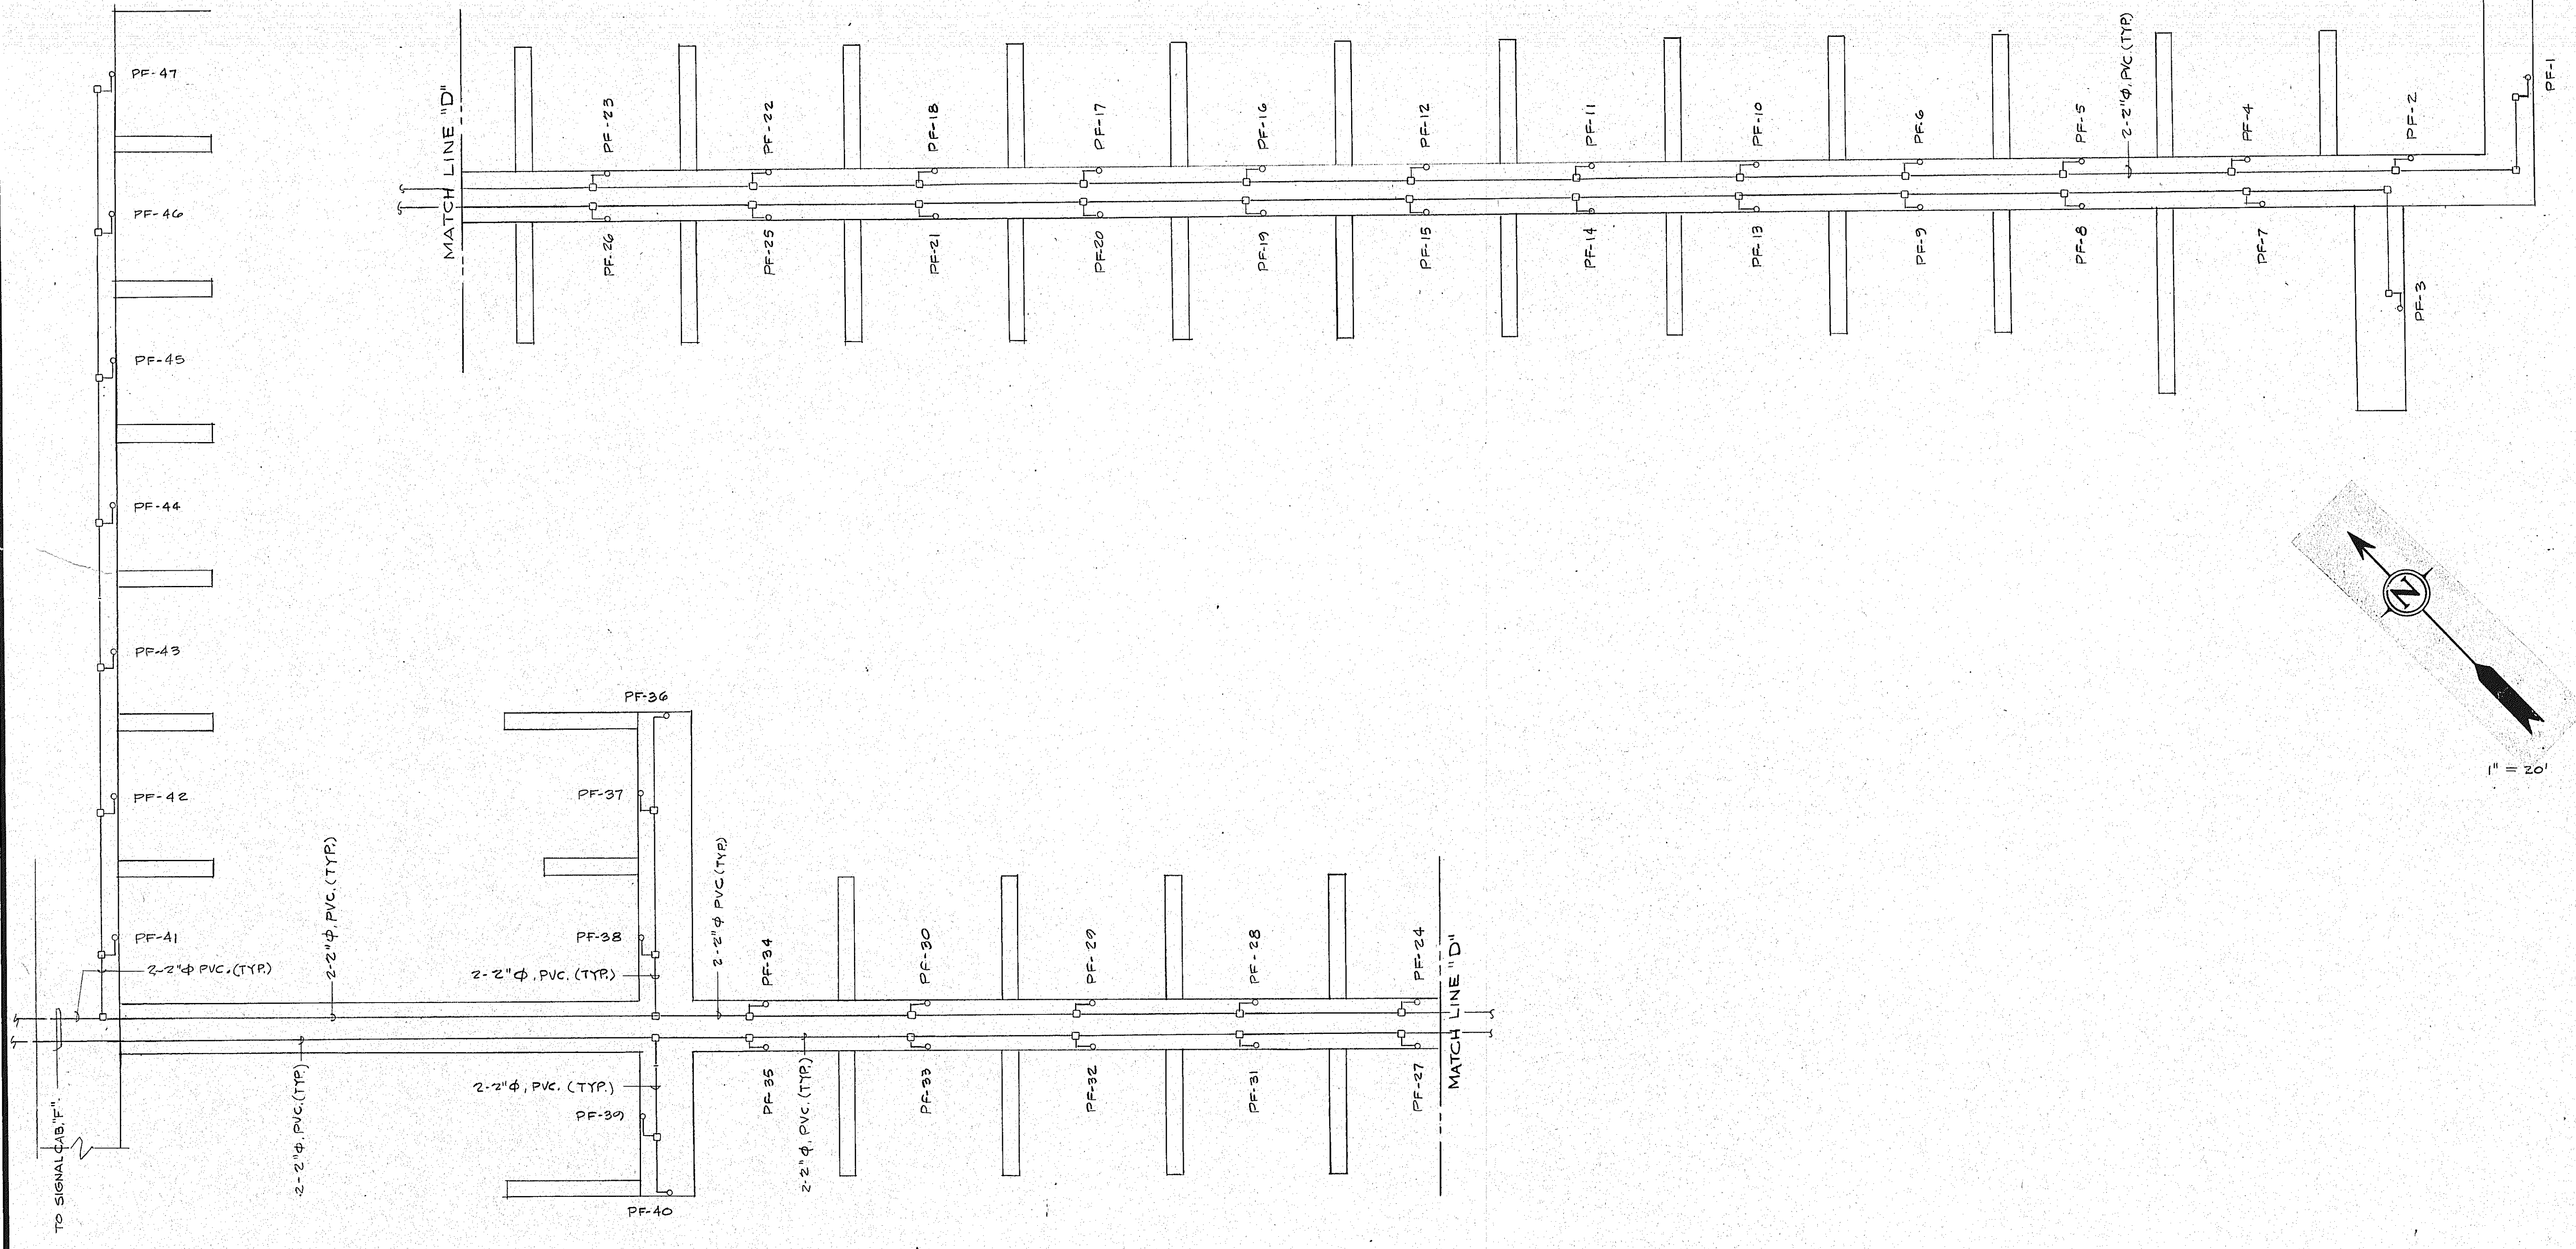 PF-47
PF-46
PF-45
PF-44
PF-43
PF-42
PF-41
2-2"Φ PVC.(TYP.)
MATCH LINE "D"
PF-23
PF-22
PF-18
PF-17
PF-16
PF-12
PF-11
PF-10
PF-6
PF-5
2-2"Φ, PVC.(TYP.)
PF-4
PF-2
PF-1
PF-26
PF-25
PF-21
PF-20
PF-19
PF-15
PF-14
PF-13
PF-9
PF-8
PF-7
PF-3
N
1" = 20'
PF-36
PF-37
PF-38
2-2"Φ, PVC. (TYP.)
2-2"Φ, PVC. (TYP.)
2-2"Φ PVC (TYP.)
PF-34
PF-30
PF-29
PF-28
PF-24
MATCH LINE "D"
PF-35
2-2"Φ, PVC. (TYP.)
PF-33
PF-32
PF-31
PF-27
2-2"Φ, PVC. (TYP.)
PF-39
PF-40
2-2"Φ, PVC.(TYP.)
TO SIGNAL CAB. "F".